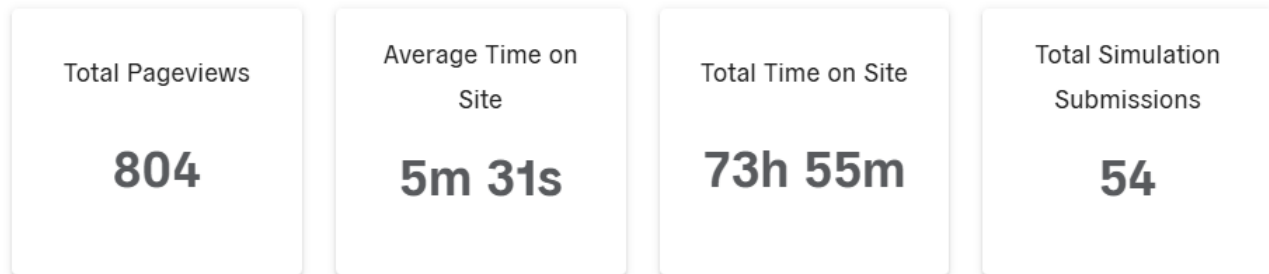 Total Pageviews
804
Average Time on
Site
5m 31s
Total Time on Site
73h 55m
Total Simulation
Submissions
54